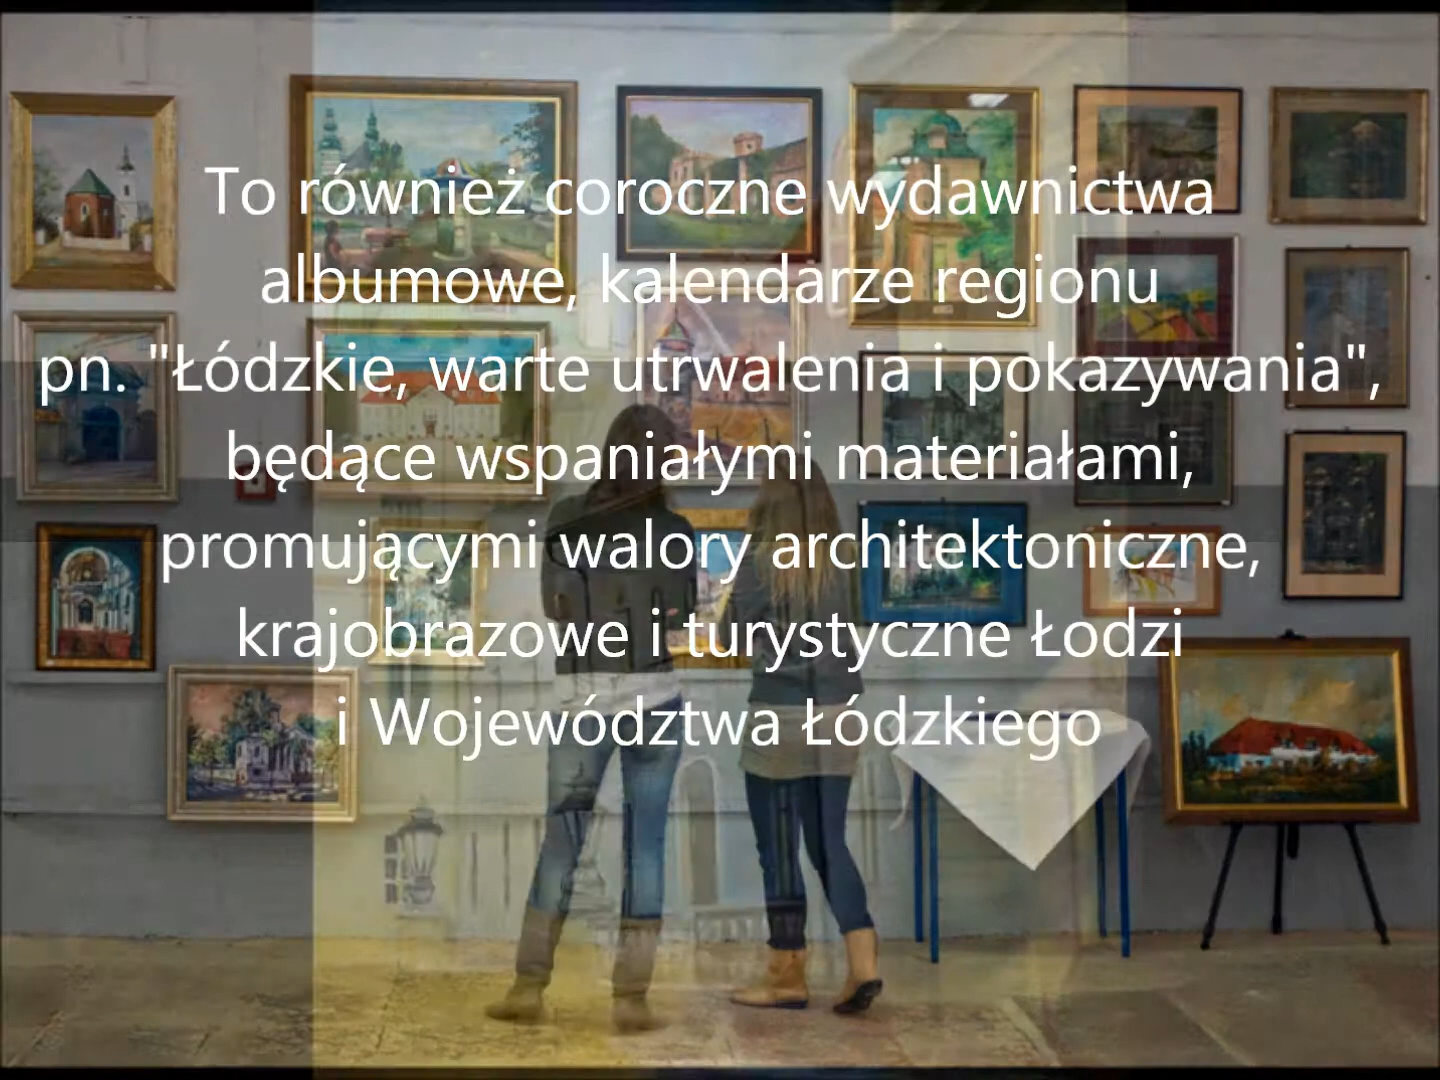 To również coroczne wydawnictwa
albumowe, kalendarze regionu
pn. "Łódzkie, warte utrwalenia i pokazywania",
będące wspaniałymi materiałami,
promującymi walory architektoniczne,
krajobrazowe i turystyczne Łodzi
i Województwa Łódzkiego